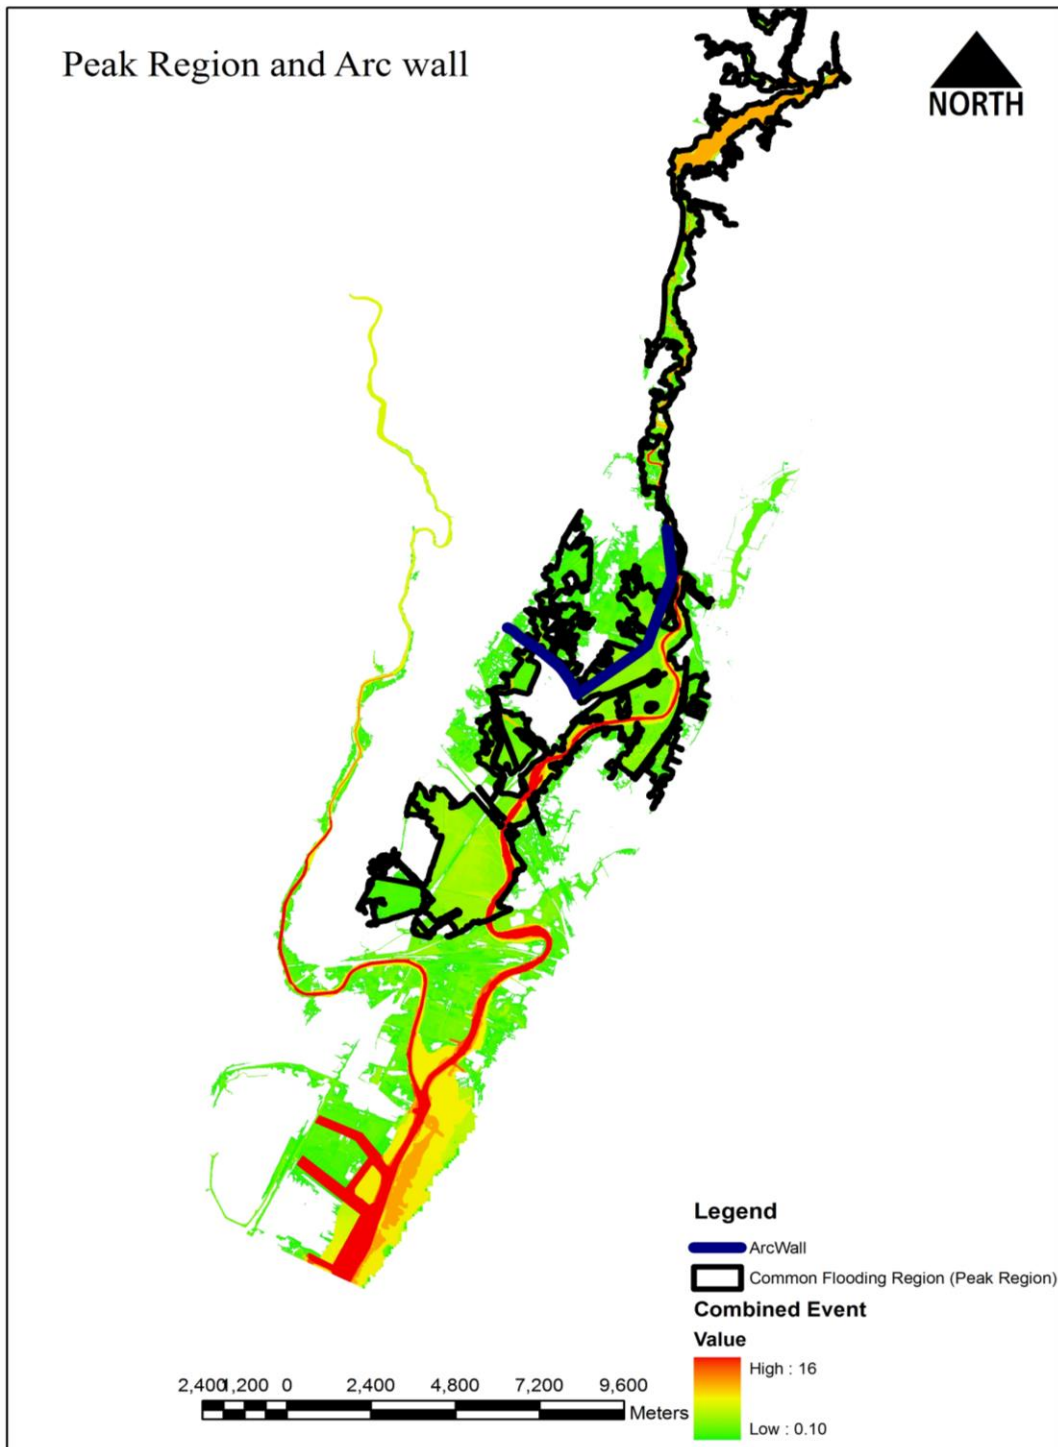 Peak Region and Arc wall
NORTH
Legend
ArcWall
Common Flooding Region (Peak Region)
Combined Event
Value
High : 16
Low : 0.10
2,400 1,200 0 2,400 4,800 7,200 9,600
Meters